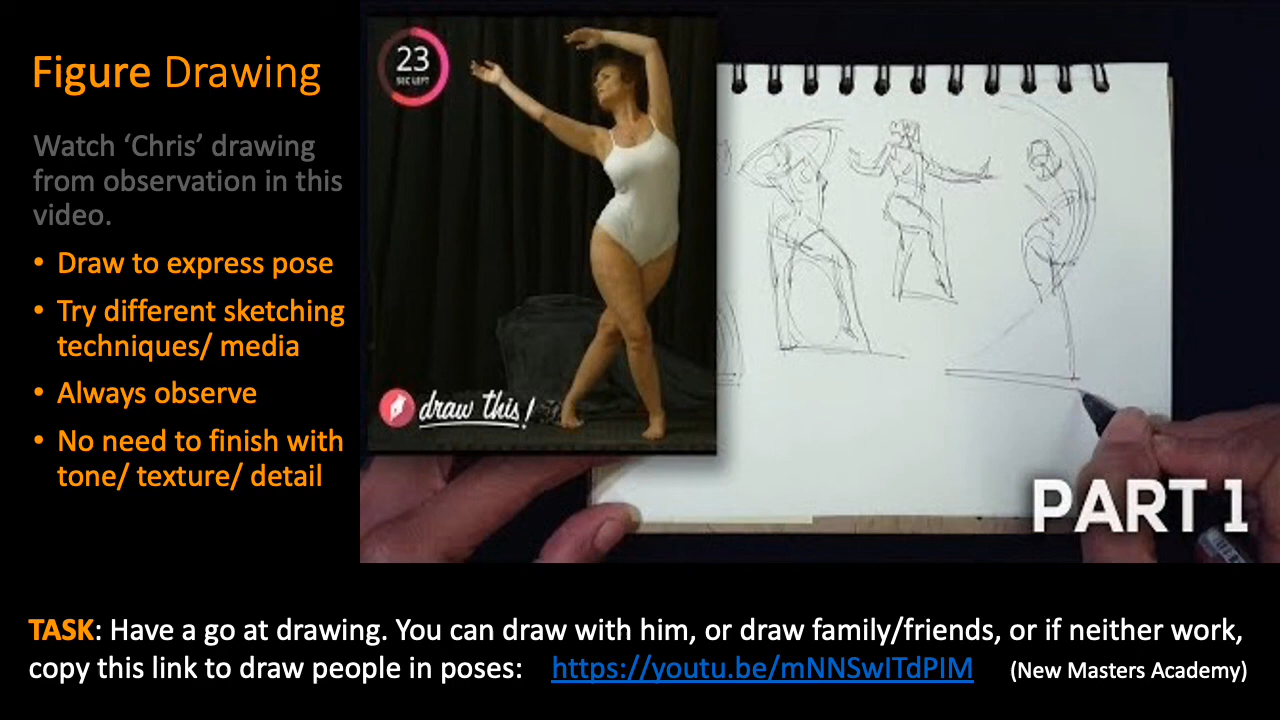 Figure Drawing
Watch ‘Chris’ drawing
from observation in this
video.
• Draw to express pose
• Try different sketching
techniques/ media
• Always observe
• No need to finish with
tone/ texture/ detail
23
SEC LEFT
draw this!
PART 1
TASK: Have a go at drawing. You can draw with him, or draw family/friends, or if neither work,
copy this link to draw people in poses: https://youtu.be/mNNSwITdPIM (New Masters Academy)